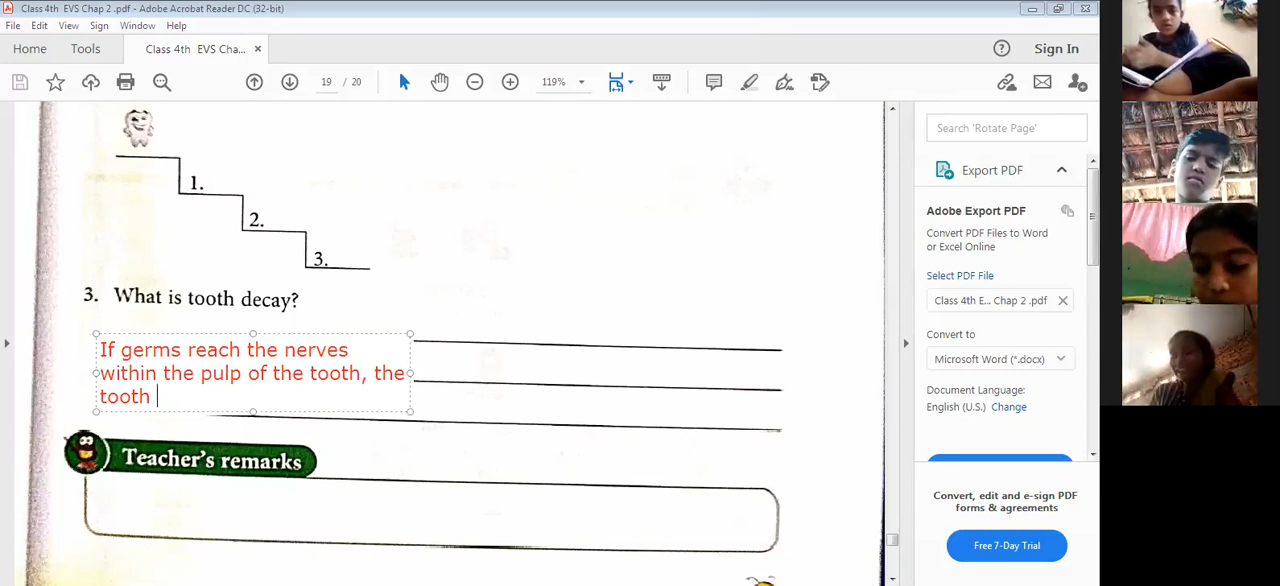 Class 4th EVS Chap 2 .pdf - Adobe Acrobat Reader DC (32-bit)
File Edit View Sign Window Help
Home Tools Class 4th EVS Cha... × Sign In
19 / 20 119%
1.
2.
3.
3. What is tooth decay?
If germs reach the nerves
within the pulp of the tooth, the
tooth
Teacher's remarks
Search 'Rotate Page'
Export PDF
Adobe Export PDF
Convert PDF Files to Word
or Excel Online
Select PDF File
Class 4th E... Chap 2 .pdf
Convert to
Microsoft Word (*.docx)
Document Language:
English (U.S.) Change
Convert, edit and e-sign PDF
forms & agreements
Free 7-Day Trial